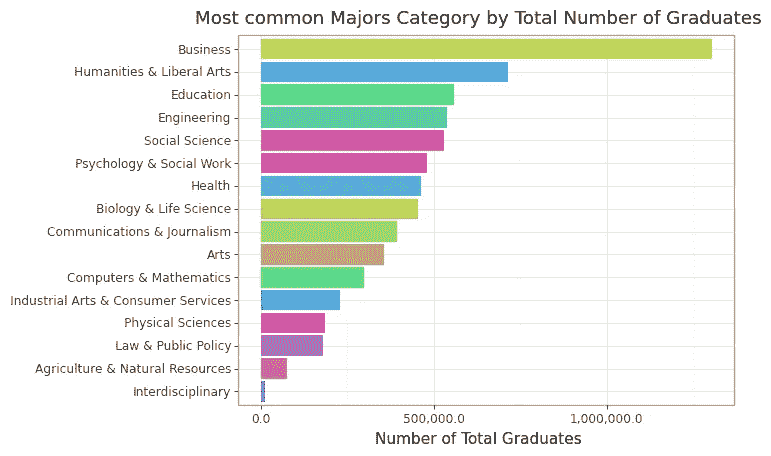 Most common Majors Category by Total Number of Graduates
Business
Humanities & Liberal Arts
Education
Engineering
Social Science
Psychology & Social Work
Health
Biology & Life Science
Communications & Journalism
Arts
Computers & Mathematics
Industrial Arts & Consumer Services
Physical Sciences
Law & Public Policy
Agriculture & Natural Resources
Interdisciplinary
0.0 500,000.0 1,000,000.0
Number of Total Graduates